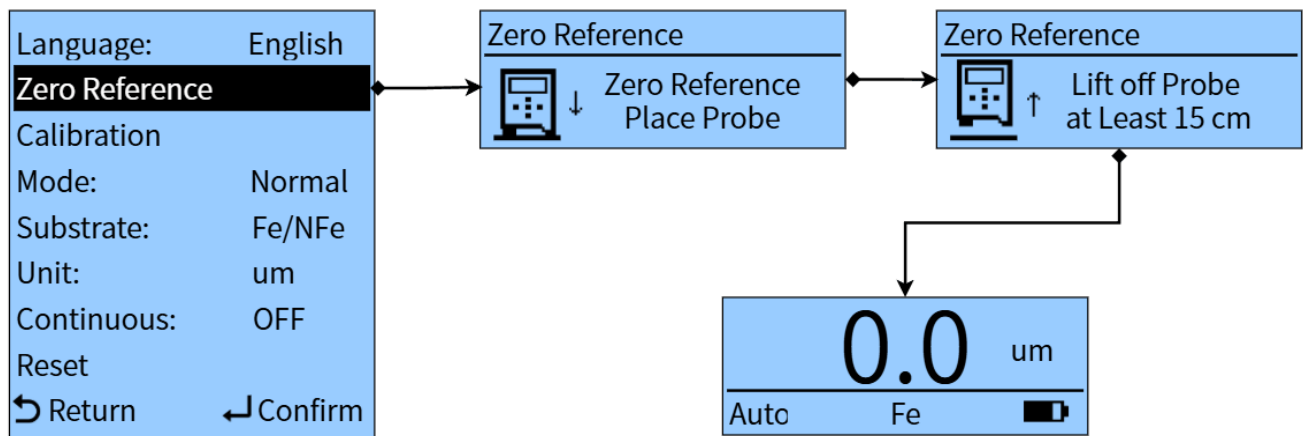 Language: English
Zero Reference
Calibration
Mode: Normal
Substrate: Fe/NFe
Unit: um
Continuous: OFF
Reset
Return Confirm
Zero Reference
Zero Reference
Place Probe
Zero Reference
Lift off Probe
at Least 15 cm
0.0 um
Auto Fe